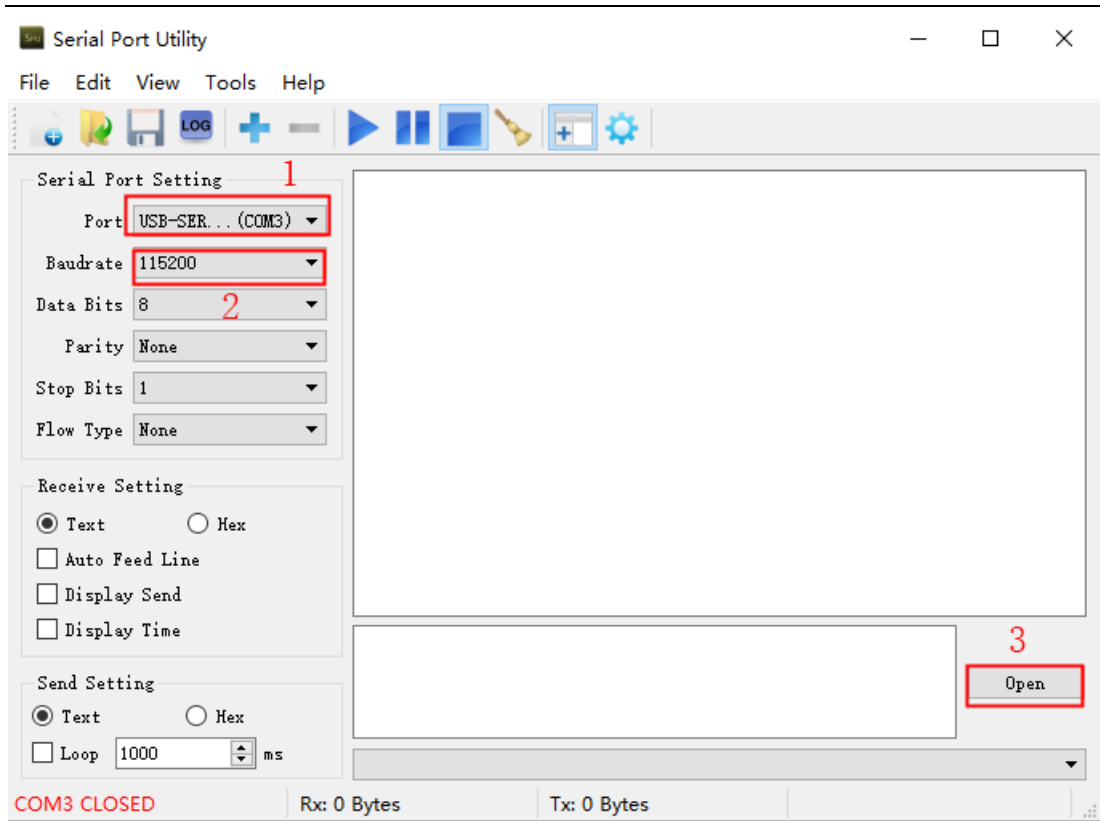 Spu Serial Port Utility
File Edit View Tools Help
LOG
Serial Port Setting 1
Port USB-SER...(COM3)
Baudrate 115200
Data Bits 8 2
Parity None
Stop Bits 1
Flow Type None
Receive Setting
Text Hex
Auto Feed Line
Display Send
Display Time
3
Send Setting
Open
Text Hex
Loop 1000 ms
COM3 CLOSED Rx: 0 Bytes Tx: 0 Bytes